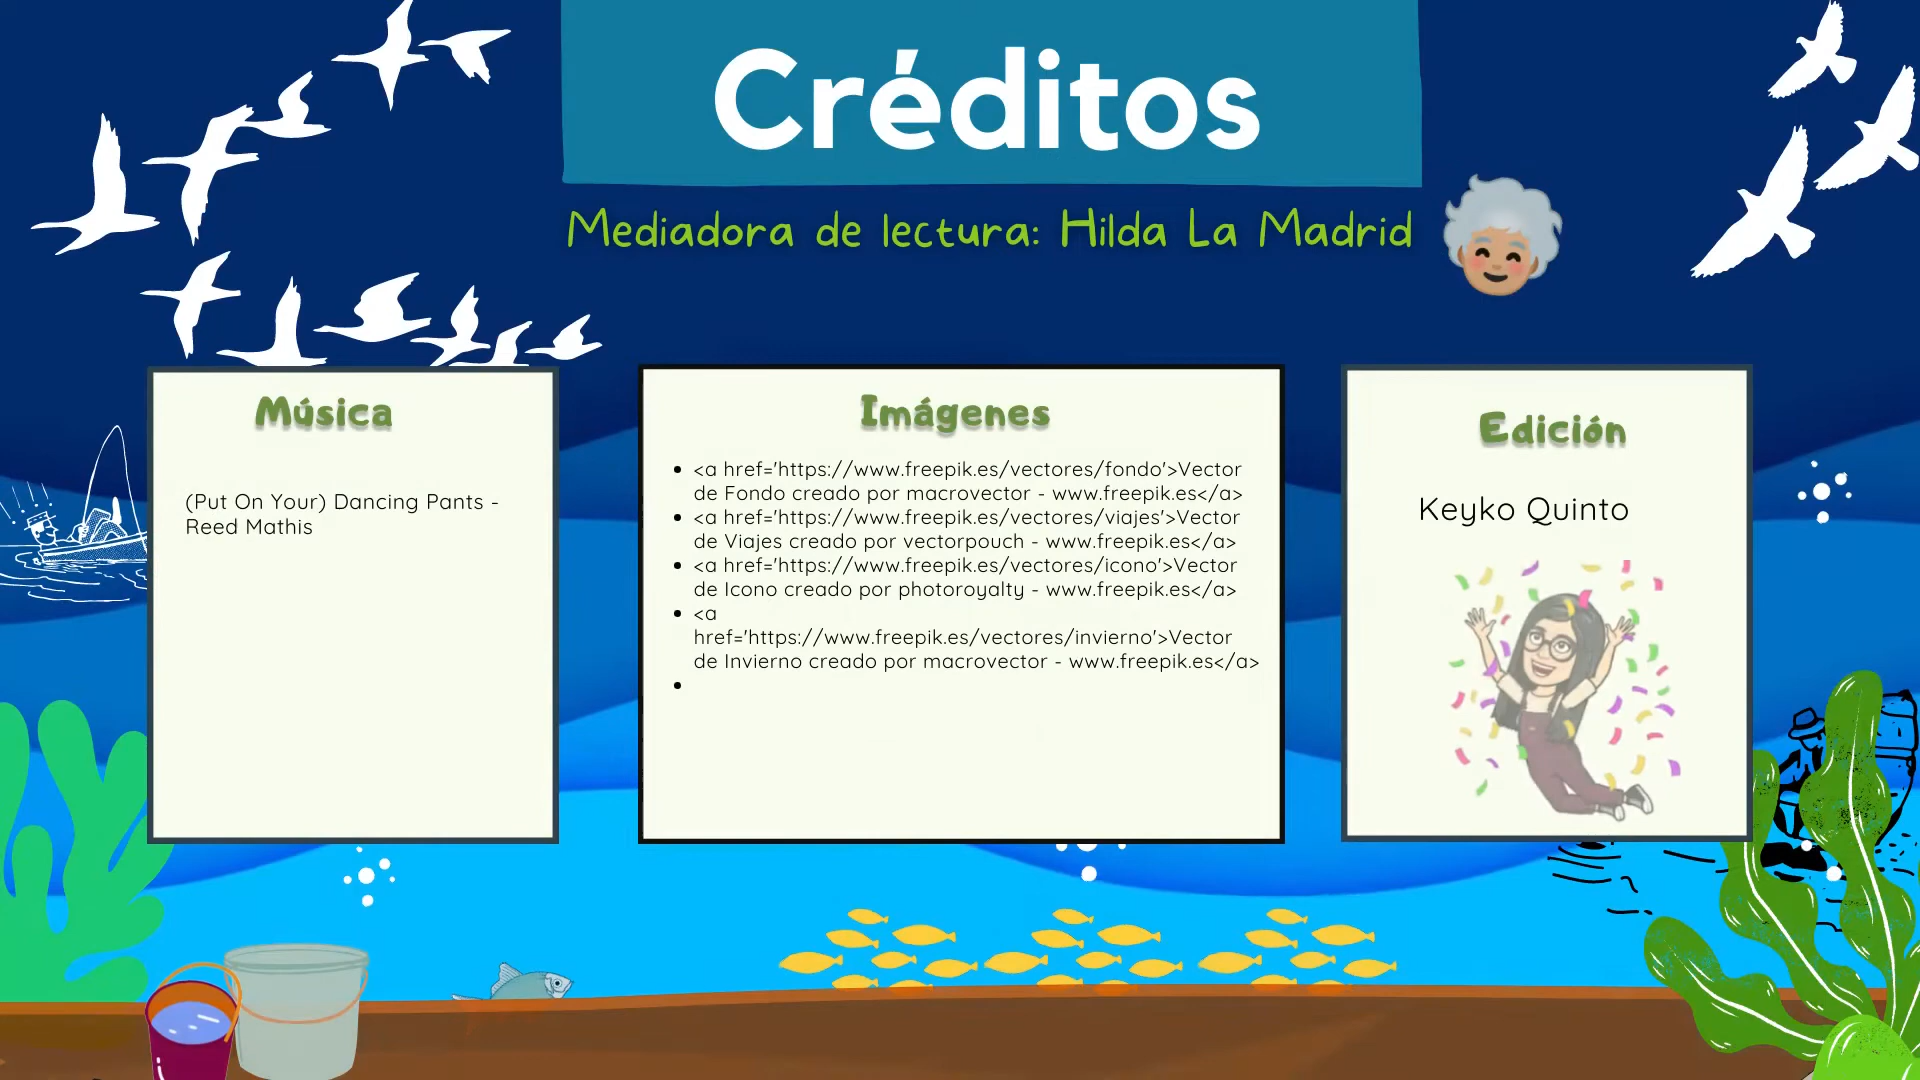 Créditos
Mediadora de lectura: Hilda La Madrid
Música
(Put On Your) Dancing Pants -
Reed Mathis
Imágenes
<a href='https://www.freepik.es/vectores/fondo'>Vector
de Fondo creado por macrovector - www.freepik.es</a>
<a href='https://www.freepik.es/vectores/viajes'>Vector
de Viajes creado por vectorpouch - www.freepik.es</a>
<a href='https://www.freepik.es/vectores/icono'>Vector
de Icono creado por photoroyalty - www.freepik.es</a>
<a
href='https://www.freepik.es/vectores/invierno'>Vector
de Invierno creado por macrovector - www.freepik.es</a>
Edición
Keyko Quinto